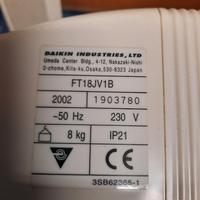 DAIKIN INDUSTRIES, LTD
Umeda Center Bldg., 4-12, Nakazaki-Nishi
2-chome, Kita-ku, Osaka, 530-8323 Japan
FT18JV1B
2002 1903780
~50 Hz 230 V
8 kg IP21
3SB62365-1